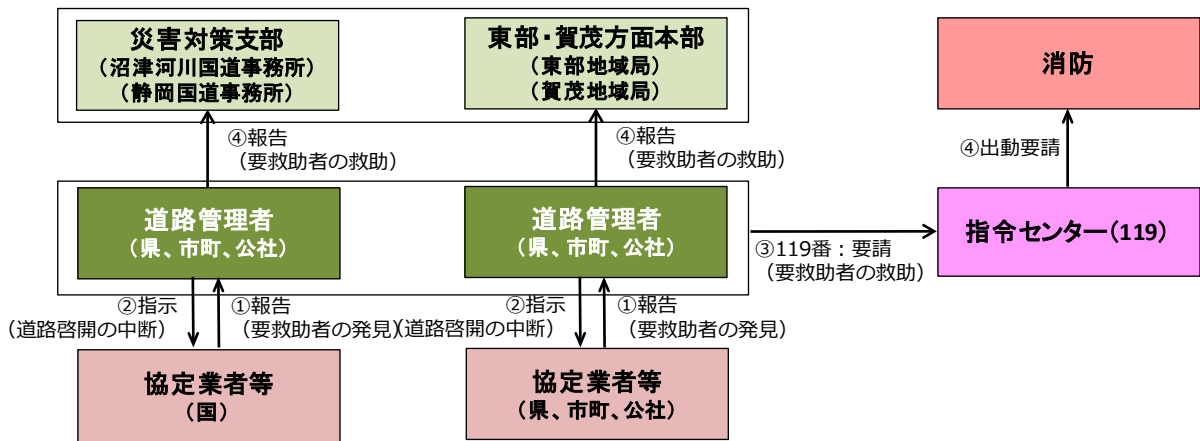 災害対策支部
（沼津河川国道事務所）
（静岡国道事務所）
東部・賀茂方面本部
（東部地域局）
（賀茂地域局）
消防
④報告
（要救助者の救助）
④報告
（要救助者の救助）
④出動要請
道路管理者
（県、市町、公社）
道路管理者
（県、市町、公社）
指令センター（119）
③119番：要請
（要救助者の救助）
②指示
（道路啓開の中断）
①報告
（要救助者の発見）
②指示
（道路啓開の中断）
①報告
（要救助者の発見）
協定業者等
（国）
協定業者等
（県、市町、公社）